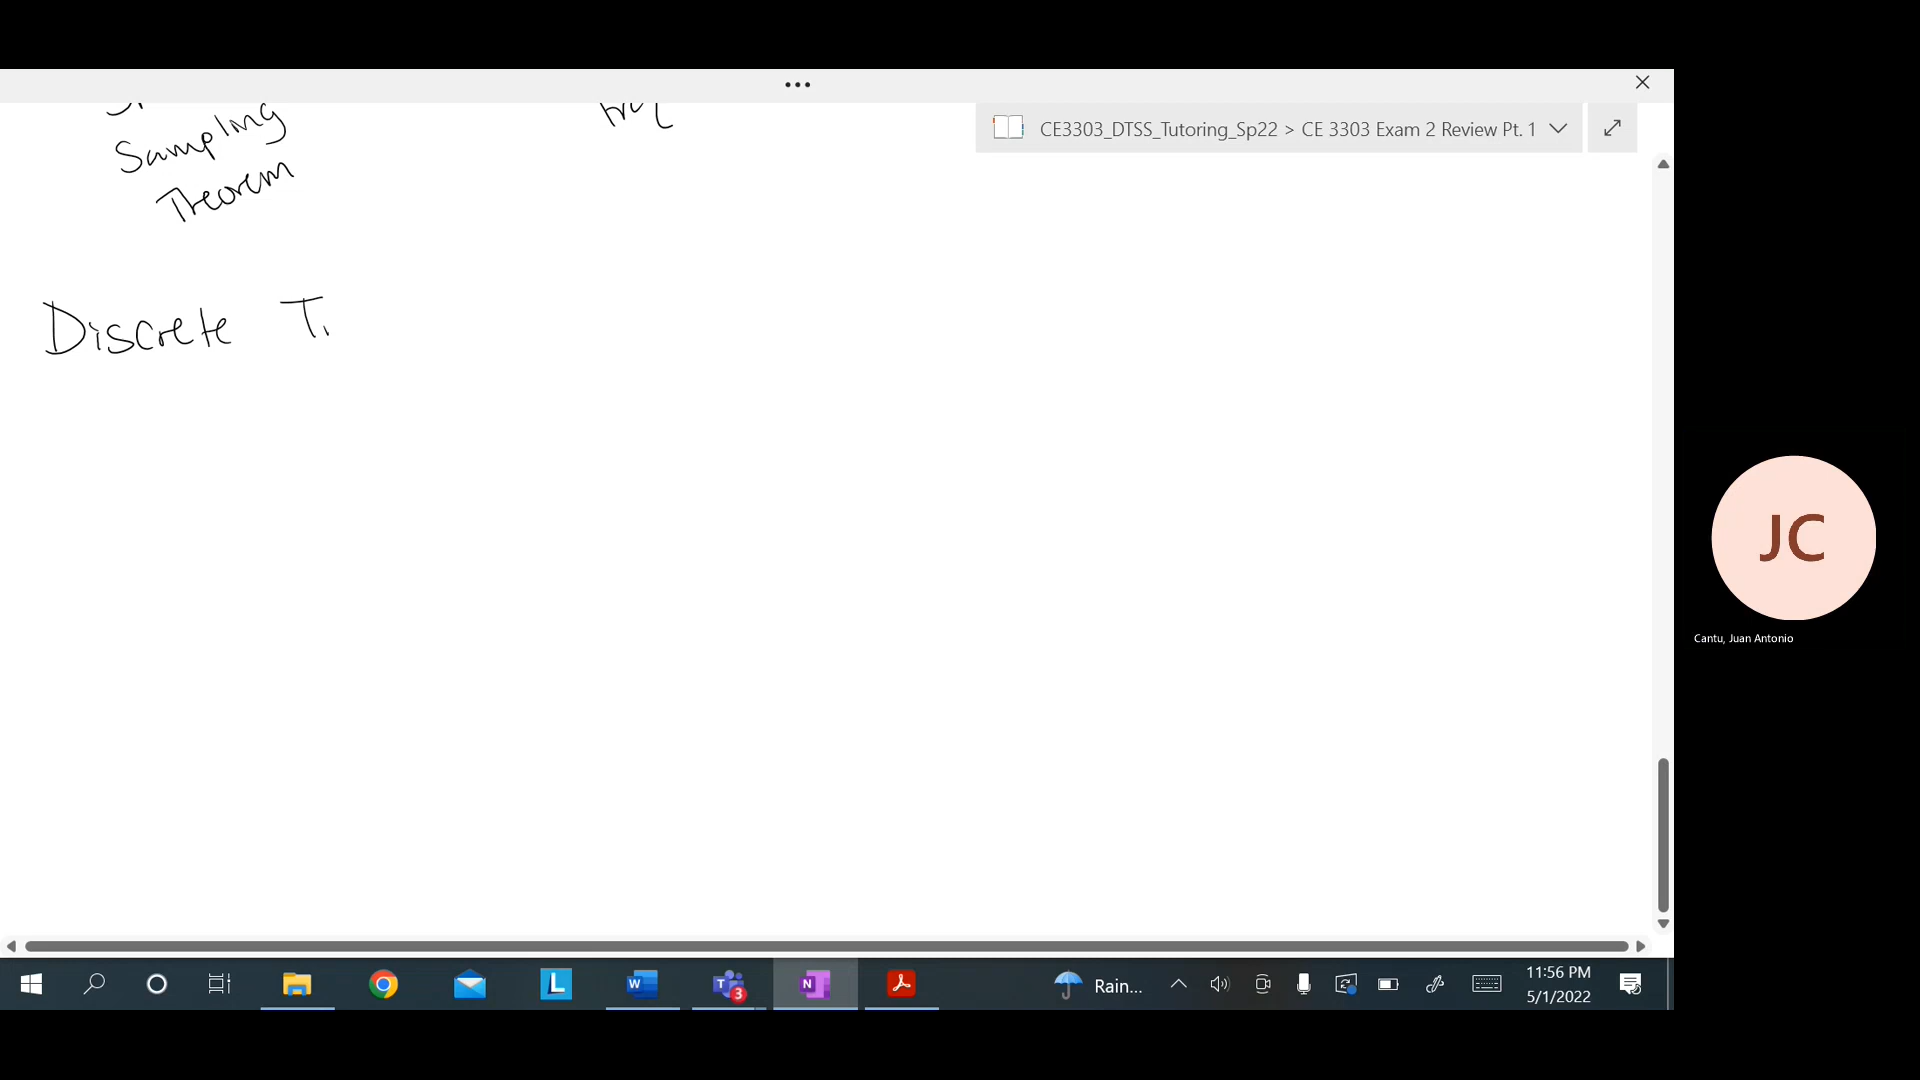 Sampling
Theorem
CE3303_DTSS_Tutoring_Sp22 > CE 3303 Exam 2 Review Pt. 1
Discrete T
JC
Cantu, Juan Antonio
Rain...
11:56 PM
5/1/2022
L
W
T
3
N